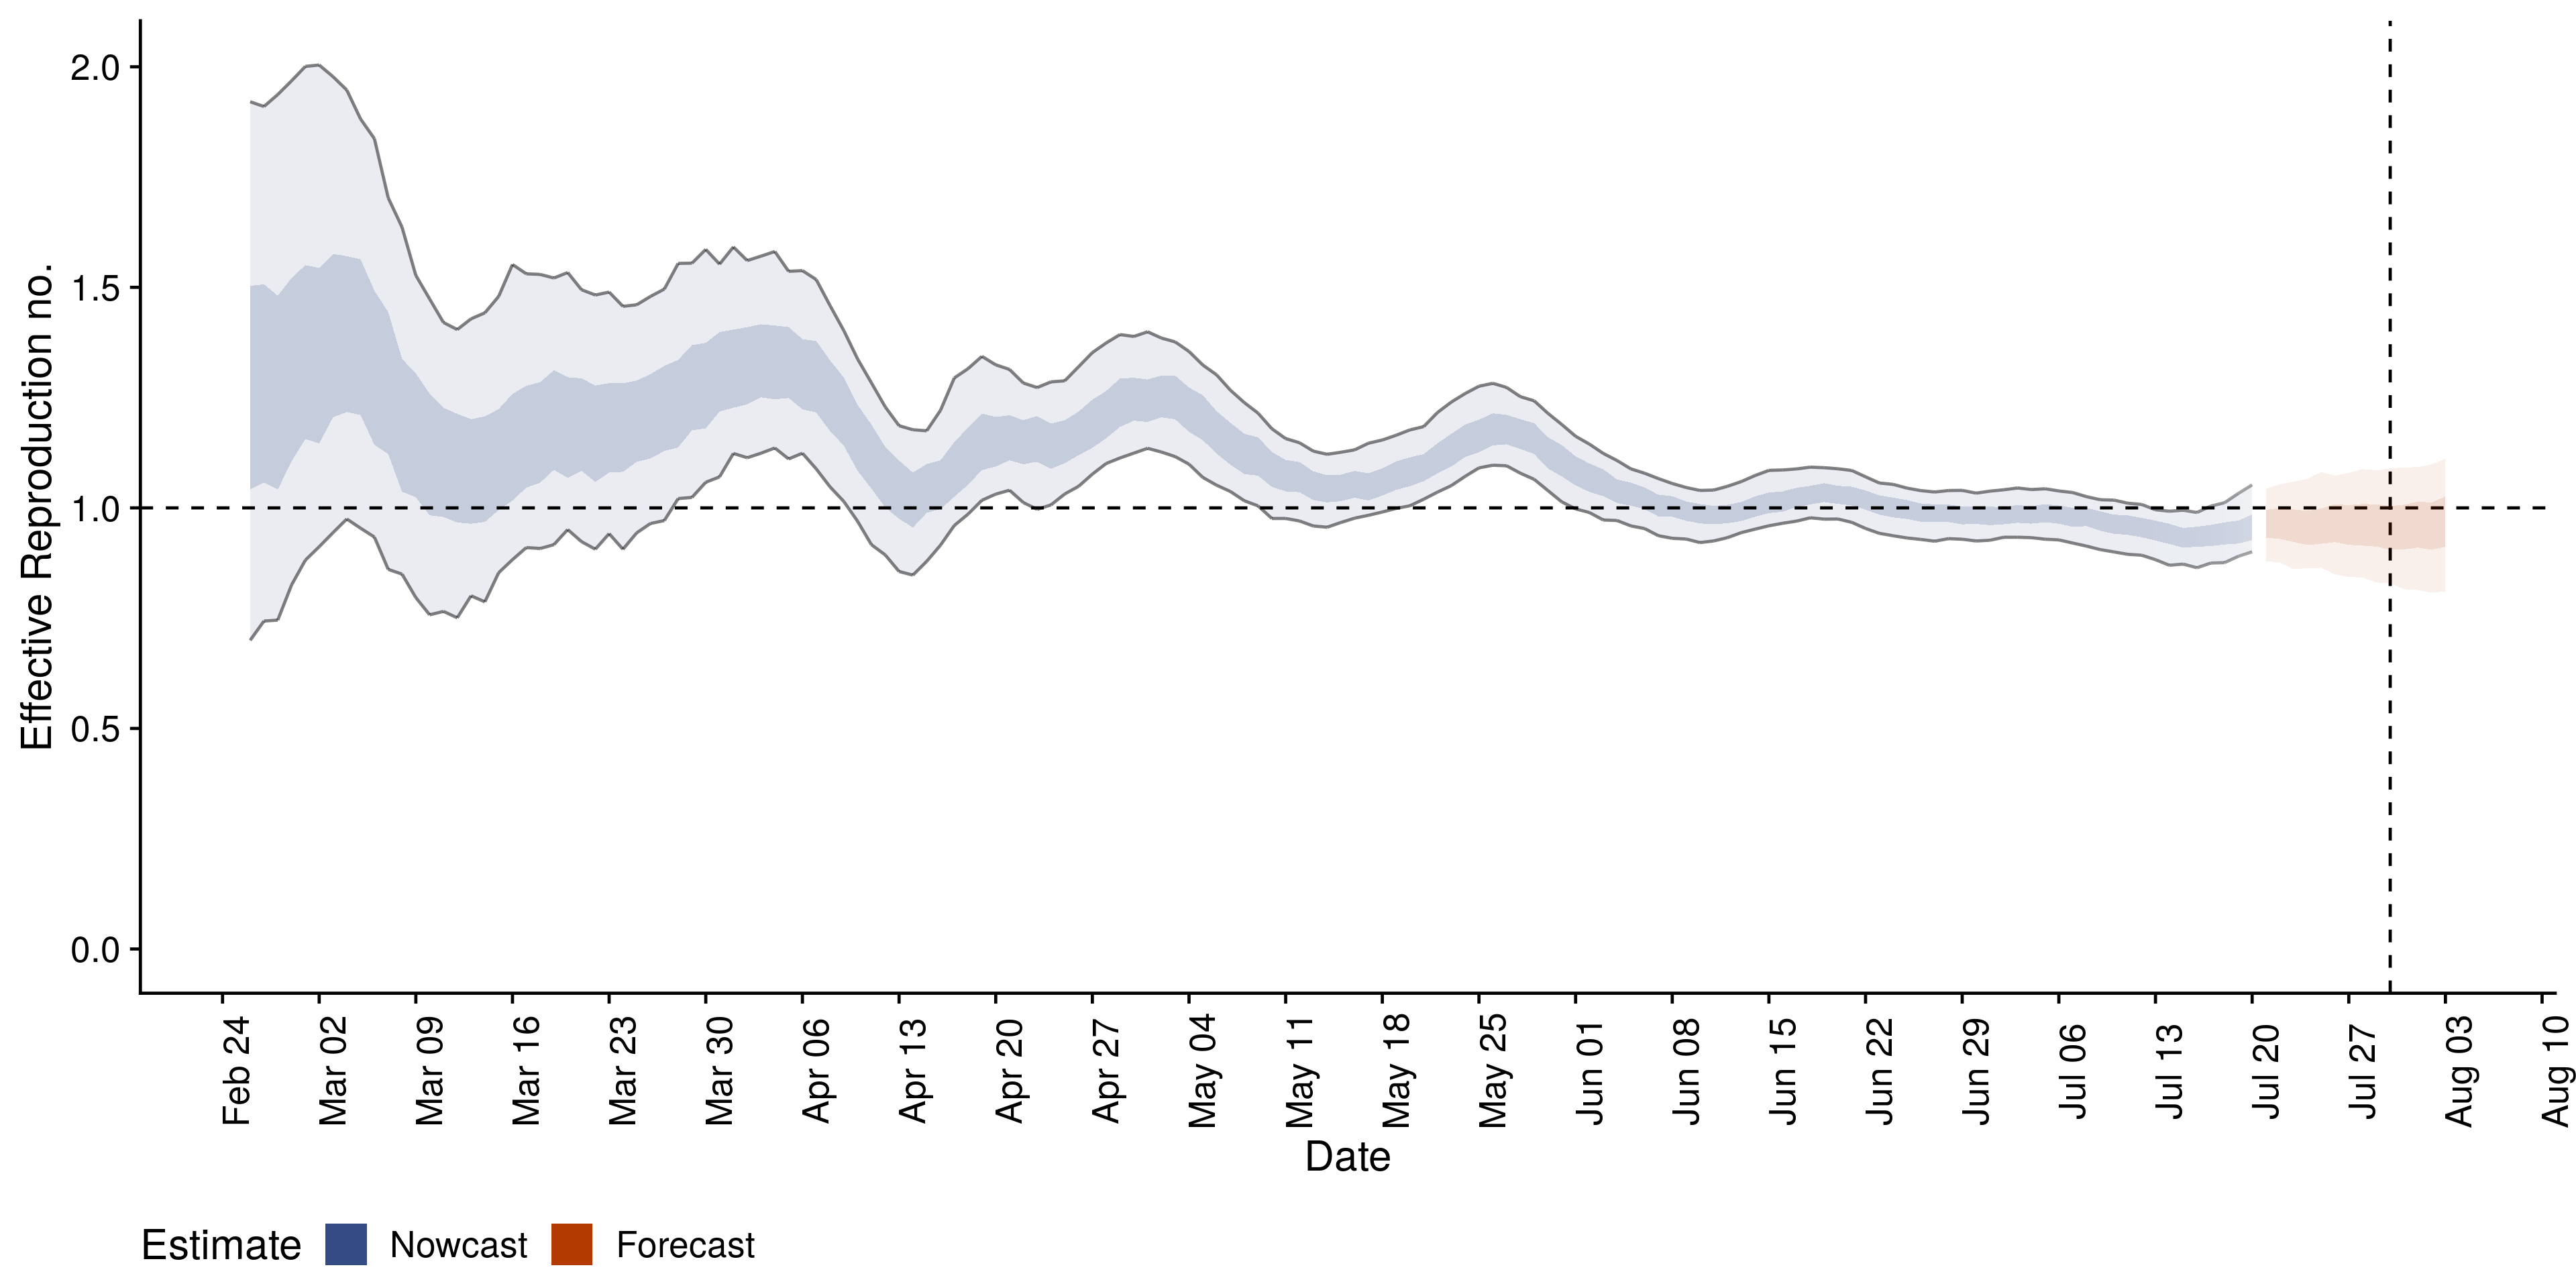 Effective Reproduction no.
2.0
1.5
1.0
0.5
0.0
Feb 24
Mar 02
Mar 09
Mar 16
Mar 23
Mar 30
Apr 06
Apr 13
Apr 20
Apr 27
May 04
May 11
May 18
May 25
Jun 01
Jun 08
Jun 15
Jun 22
Jun 29
Jul 06
Jul 13
Jul 20
Jul 27
Aug 03
Aug 10
Date
Estimate Nowcast Forecast